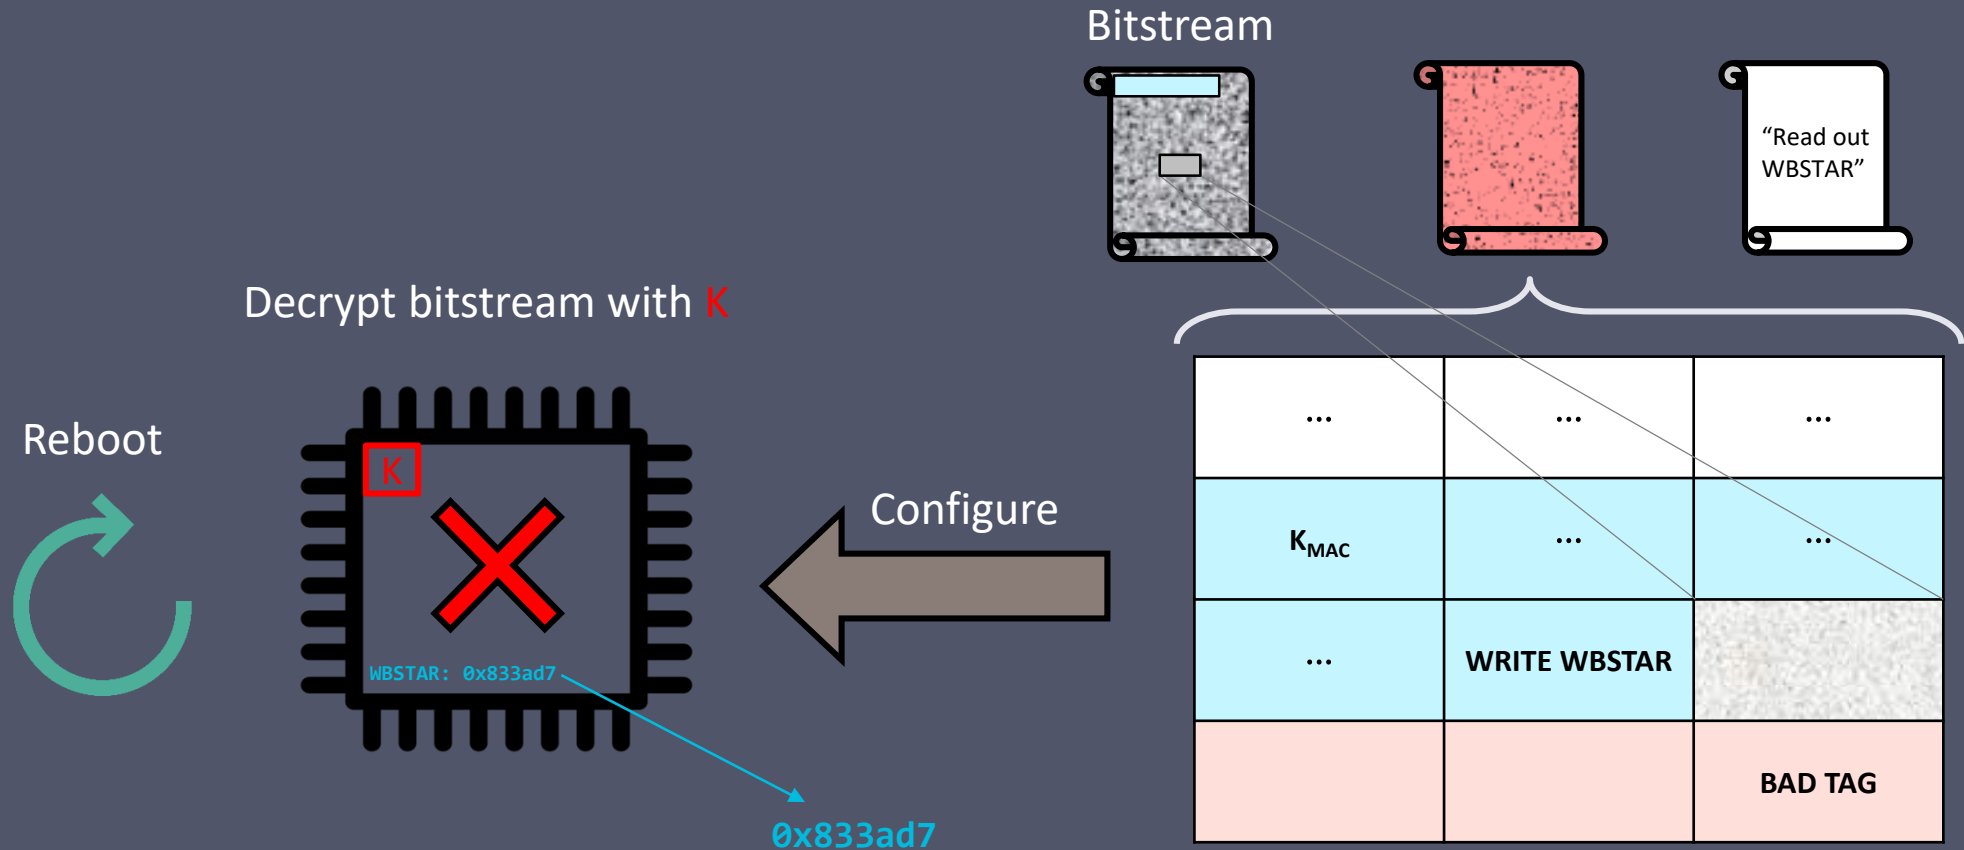 Bitstream
“Read out
WBSTAR”
Decrypt bitstream with K
Reboot
K
Configure
WBSTAR: 0x833ad7
0x833ad7
... ... ...
KMAC ... ...
... WRITE WBSTAR
BAD TAG